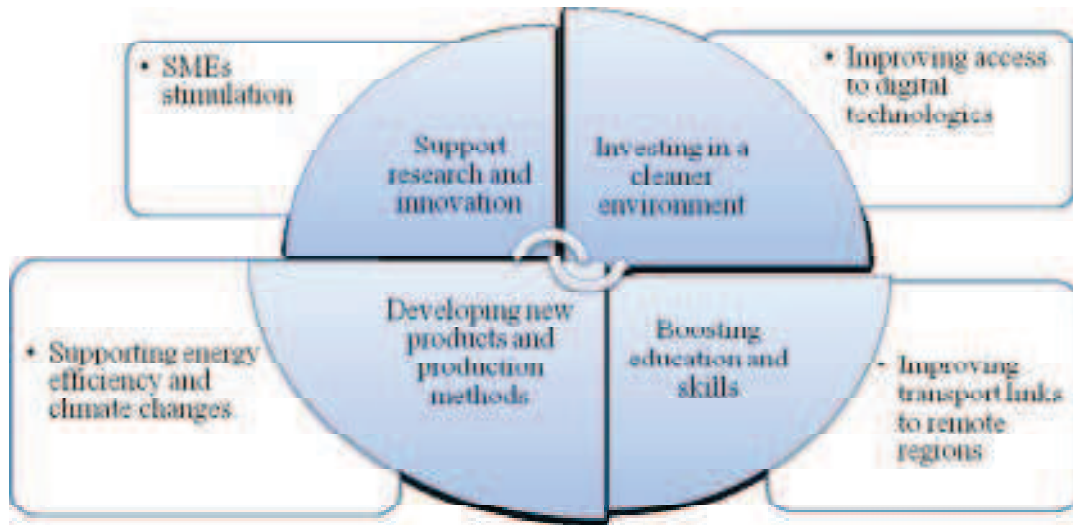 • SMEs
stimulation
Support
research and
innovation
Investing in a
cleaner
environment
• Improving access
to digital
technologies
• Supporting energy
efficiency and
climate changes
Developing new
products and
production
methods
Boosting
education and
skills
• Improving
transport links
to remote
regions